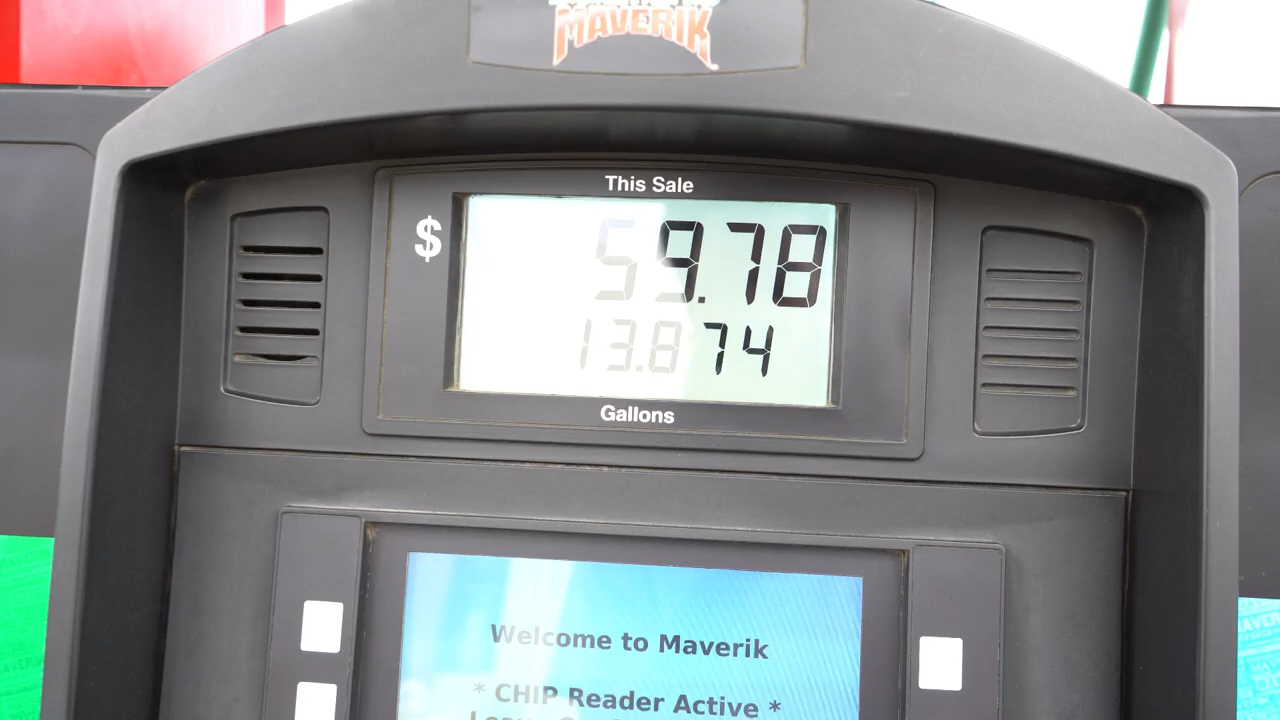 MAVERIK
This Sale
$ 59.78
13.874
Gallons
Welcome to Maverik
* CHIP Reader Active *